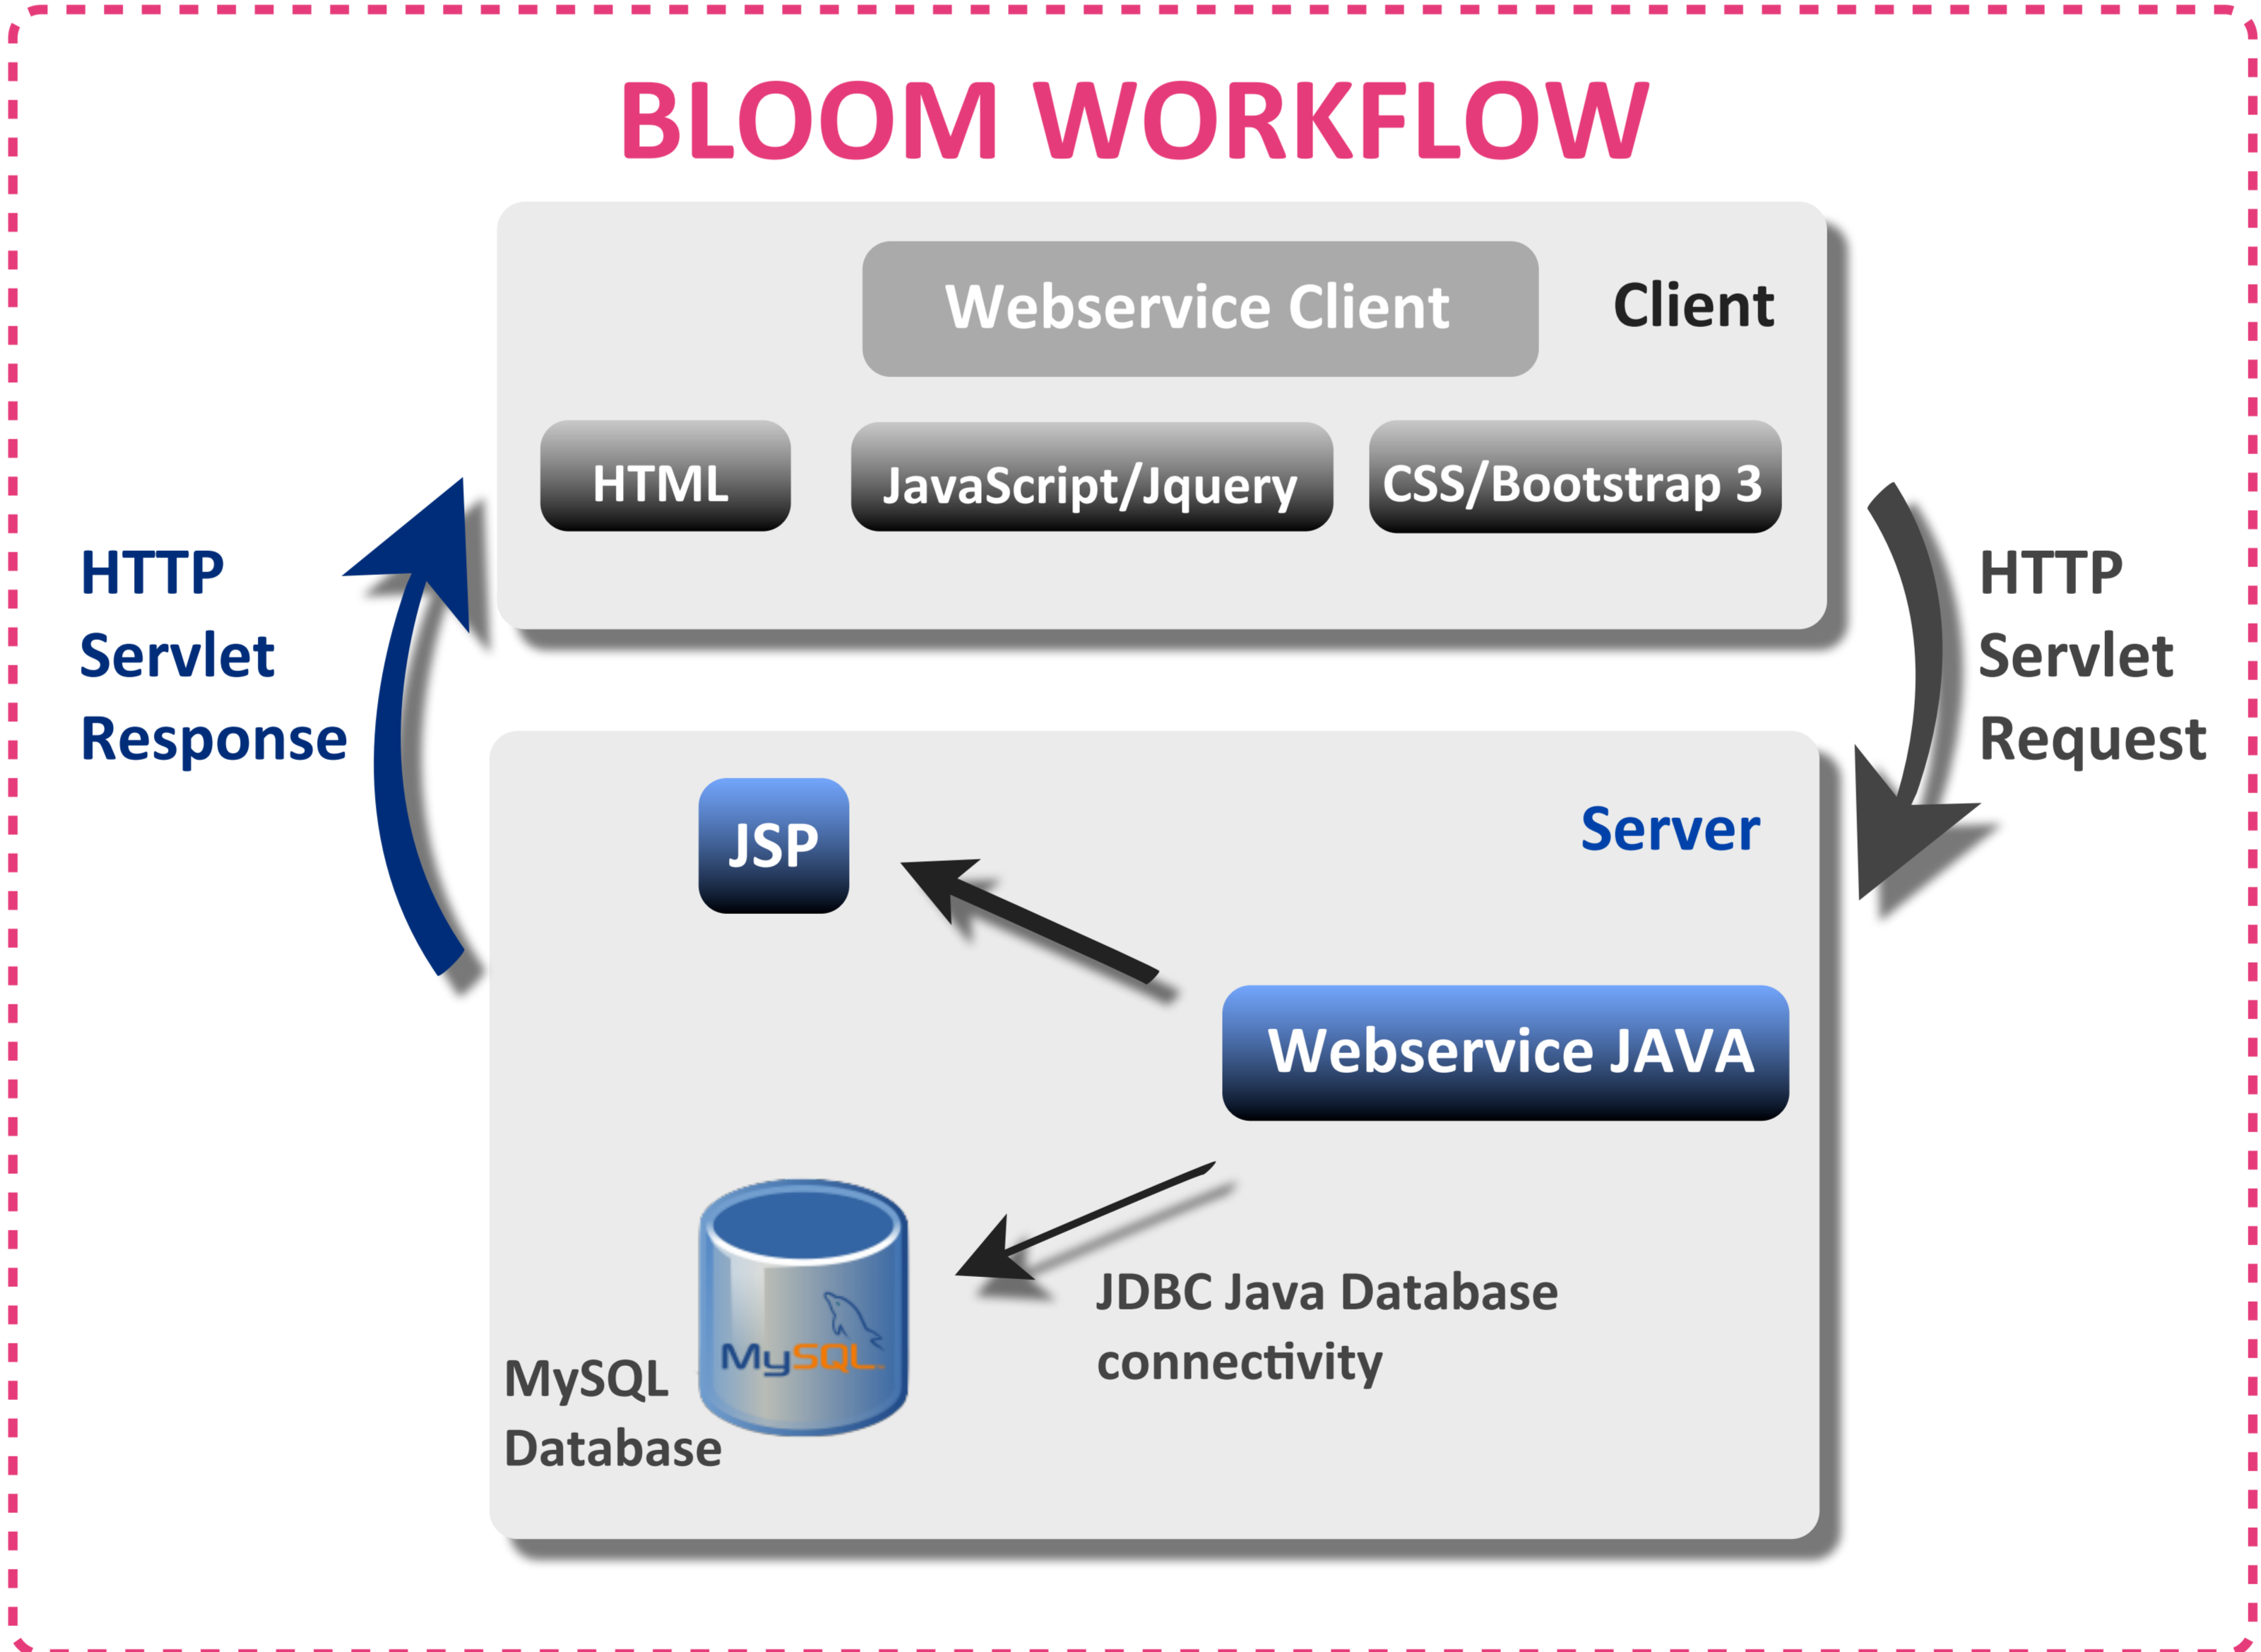 BLOOM WORKFLOW
Webservice Client
Client
HTML
JavaScript/Jquery
CSS/Bootstrap 3
HTTP
Servlet
Response
HTTP
Servlet
Request
JSP
Server
Webservice JAVA
MySQL
JDBC Java Database
connectivity
MySQL
Database